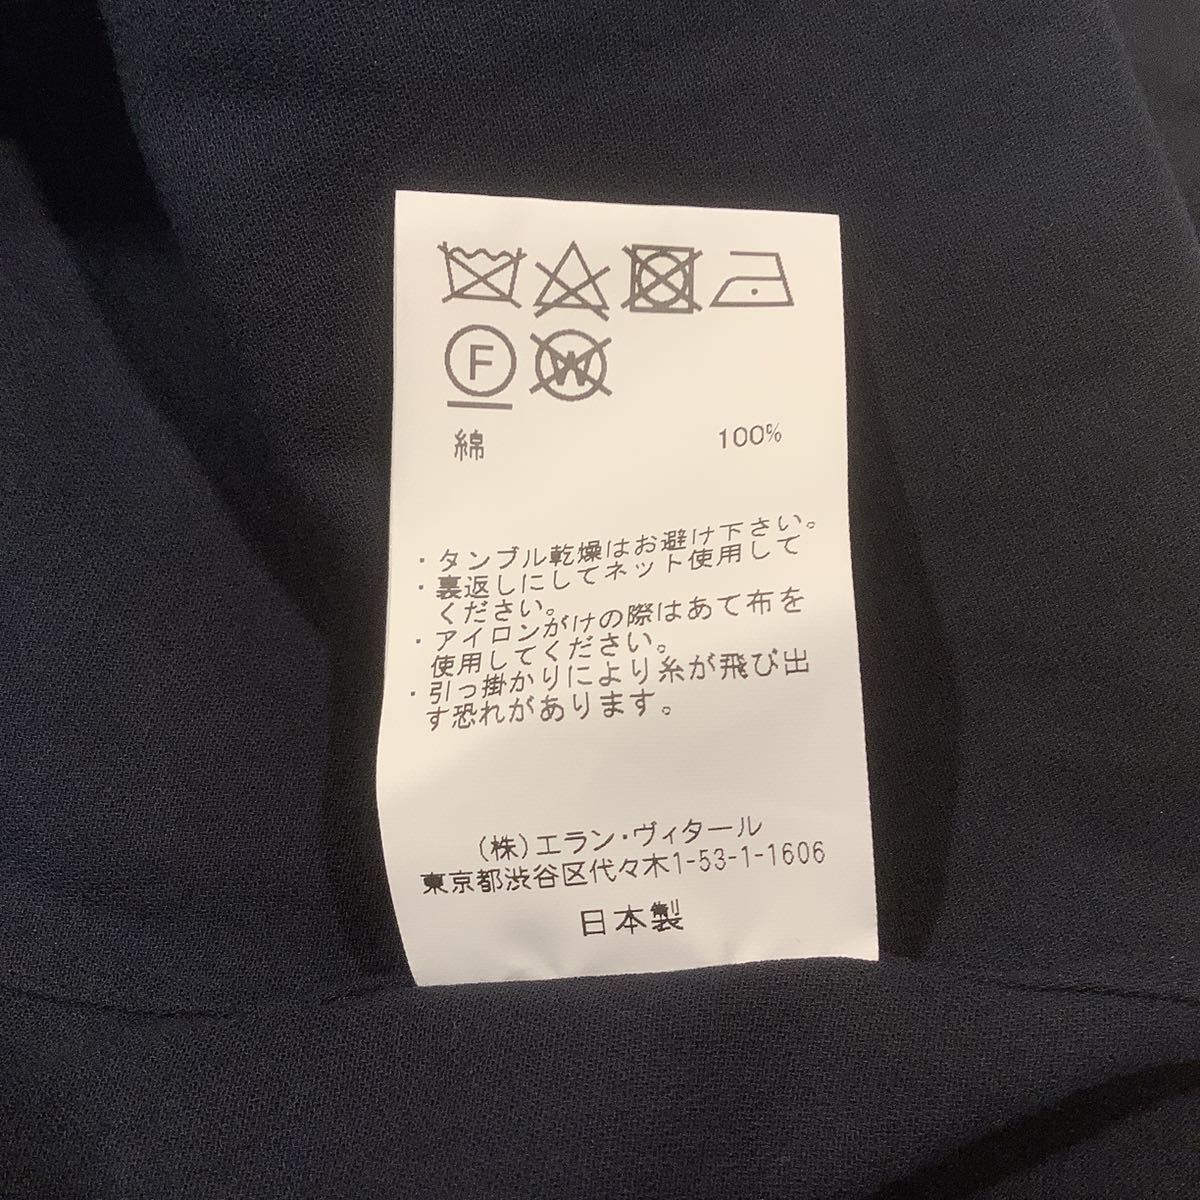 F W
綿 100%
・タンブル乾燥はお避け下さい。
・裏返しにしてネット使用して
ください。
・アイロンがけの際はあて布を
使用してください。
・引っ掛かりにより糸が飛び出
す恐れがあります。
(株)エラン・ヴィタール
東京都渋谷区代々木1-53-1-1606
日本製